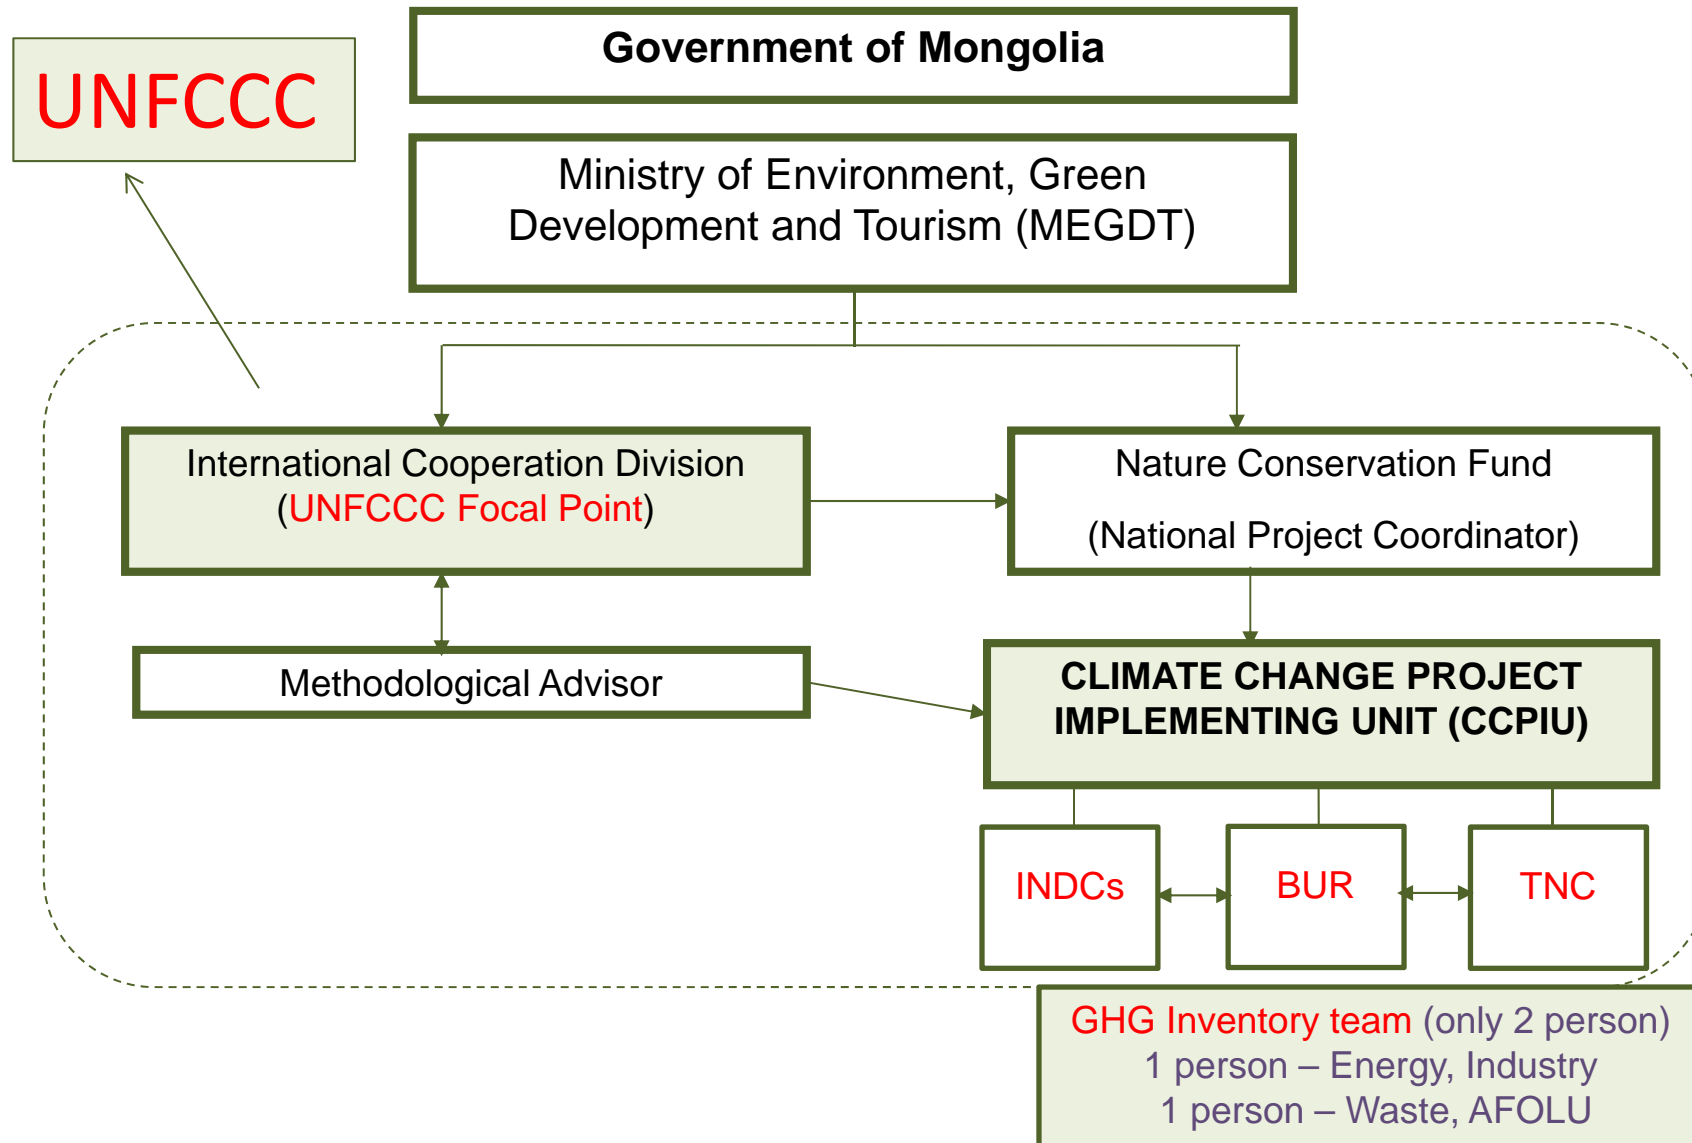 Government of Mongolia
UNFCCC
Ministry of Environment, Green
Development and Tourism (MEGDT)
International Cooperation Division
(UNFCCC Focal Point)
Nature Conservation Fund
(National Project Coordinator)
Methodological Advisor
CLIMATE CHANGE PROJECT
IMPLEMENTING UNIT (CCPIU)
INDCs
BUR
TNC
GHG Inventory team (only 2 person)
1 person – Energy, Industry
1 person – Waste, AFOLU